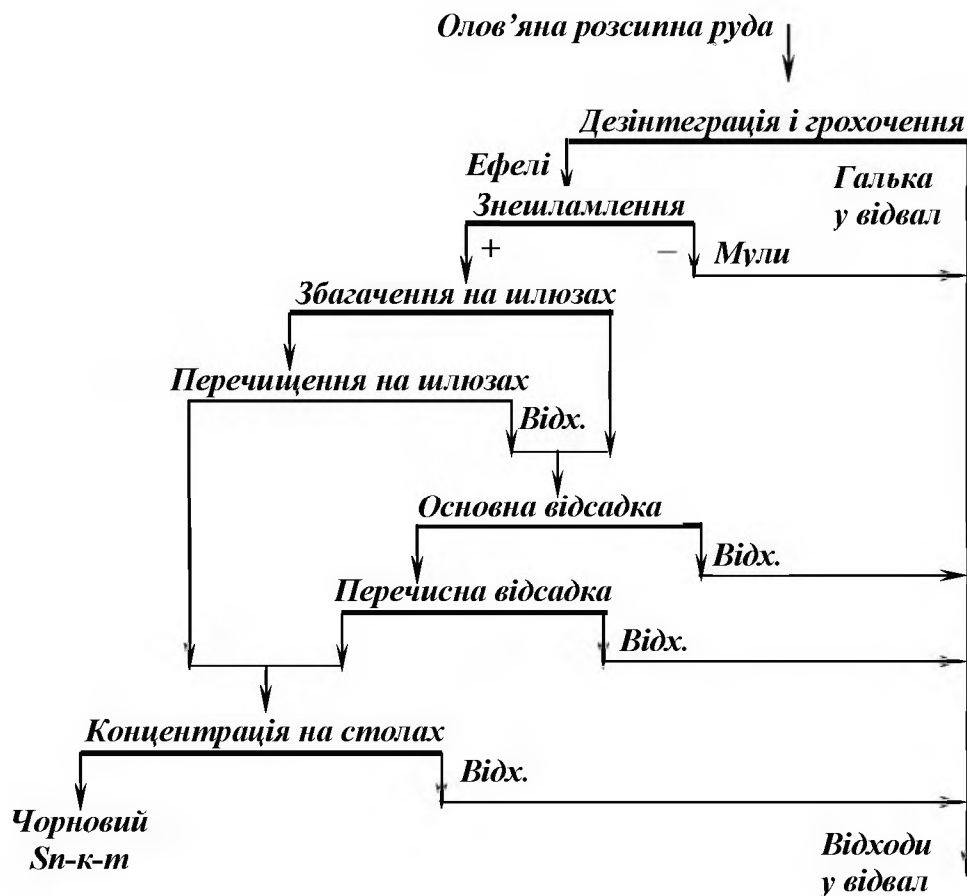 Олов’яна розсипна руда
Дезінтеграція і грохочення
Ефелі
Галька
у відвал
Знешламлення
+
–
Мули
Збагачення на шлюзах
Перечищення на шлюзах
Відх.
Основна відсадка
Відх.
Перечисна відсадка
Відх.
Концентрація на столах
Відх.
Чорновий
Sn-к-т
Відходи
у відвал